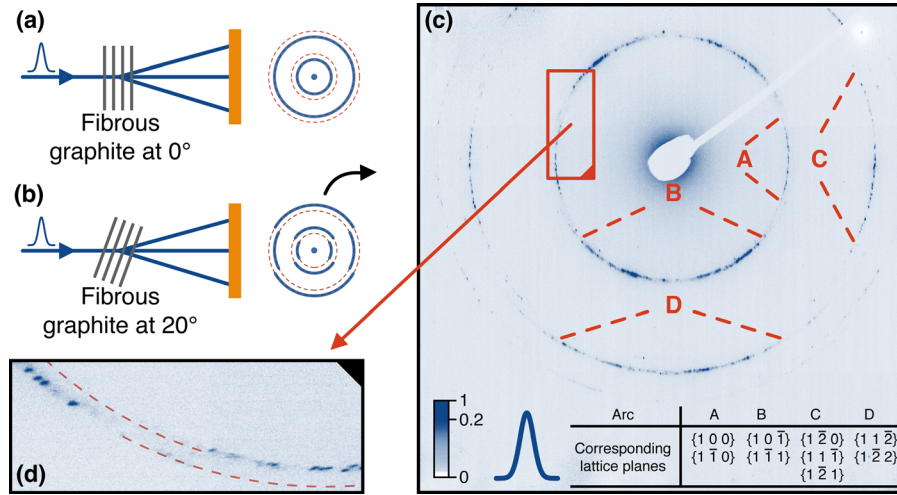 (a)
Fibrous
graphite at 0°
(b)
Fibrous
graphite at 20°
(c)
A
C
B
D
(d)
1
0.2
0
Arc A B C D
Corresponding
lattice planes
{1 0 0} {1 0 1̅} {1 2̅ 0} {1 1 2̅}
{1 1̅ 0} {1 1̅ 1} {1 1 1̅} {1 2̅ 2}
{1 2̅ 1}